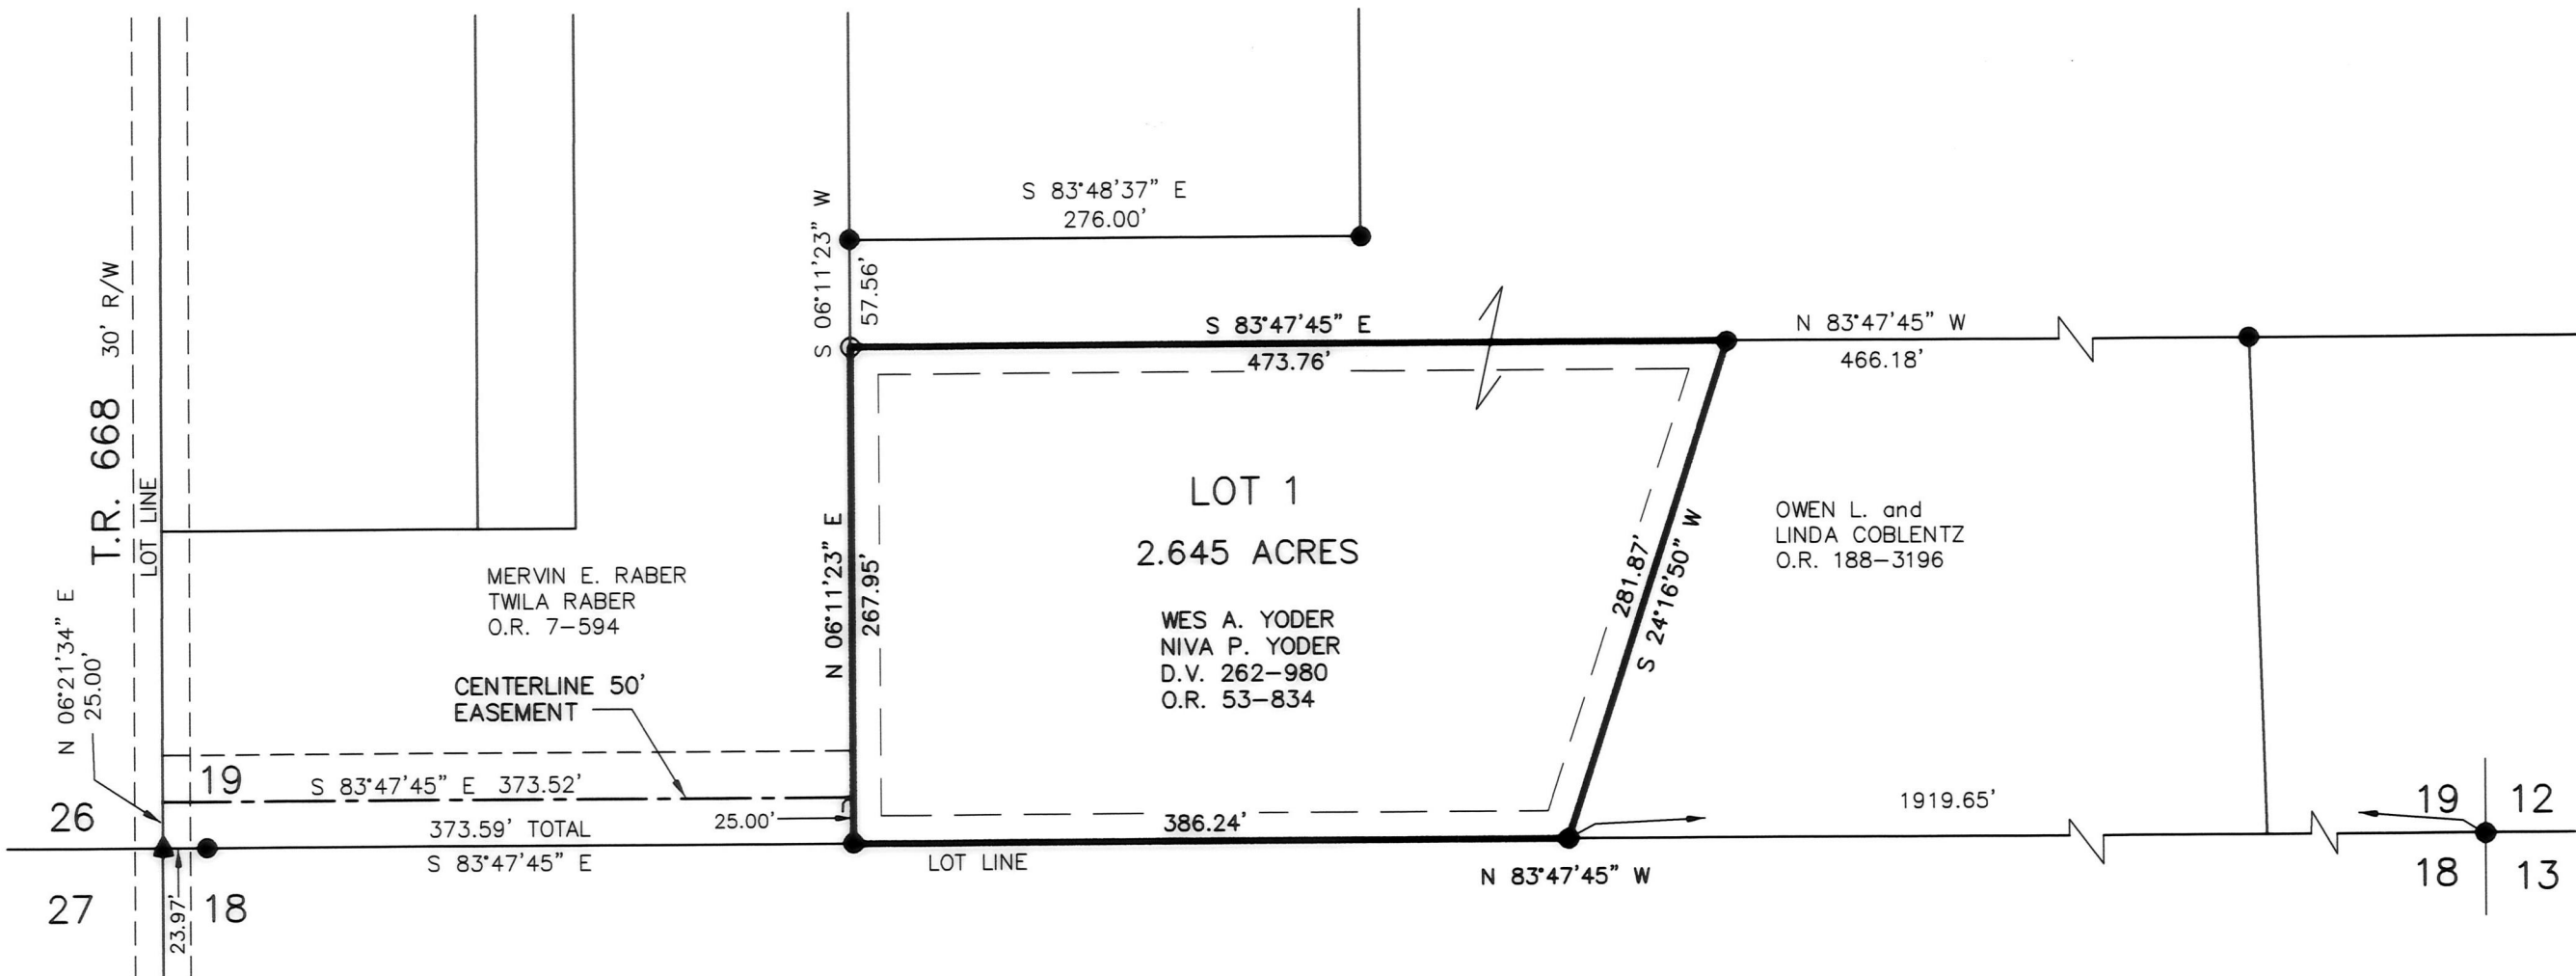 S 83°48'37" E
276.00'
S 06°11'23" W
57.56'
T.R. 668 30' R/W
LOT LINE
S 83°47'45" E
473.76'
N 83°47'45" W
466.18'
LOT 1
2.645 ACRES
WES A. YODER
NIVA P. YODER
D.V. 262-980
O.R. 53-834
N 06°11'23" E
267.95'
281.87'
S 24°16'50" W
OWEN L. and
LINDA COBLENTZ
O.R. 188-3196
MERVIN E. RABER
TWILA RABER
O.R. 7-594
CENTERLINE 50'
EASEMENT
N 06°21'34" E
25.00'
26
19
S 83°47'45" E 373.52'
373.59' TOTAL
S 83°47'45" E
25.00'
386.24'
LOT LINE
N 83°47'45" W
1919.65'
19
12
18
13
27
23.97'
18